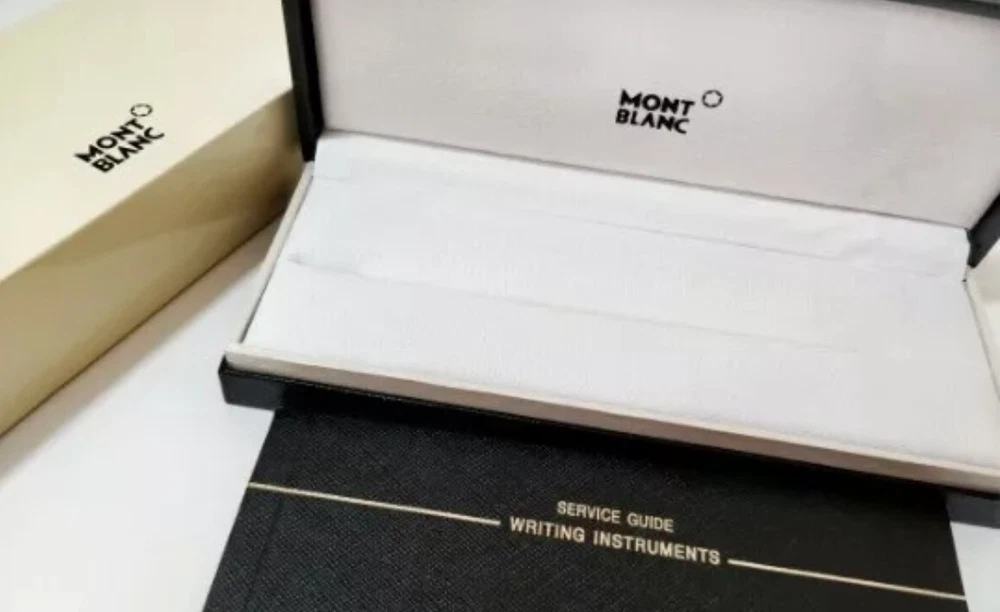 MONT
BLANC
MONT
BLANC
SERVICE GUIDE
WRITING INSTRUMENTS